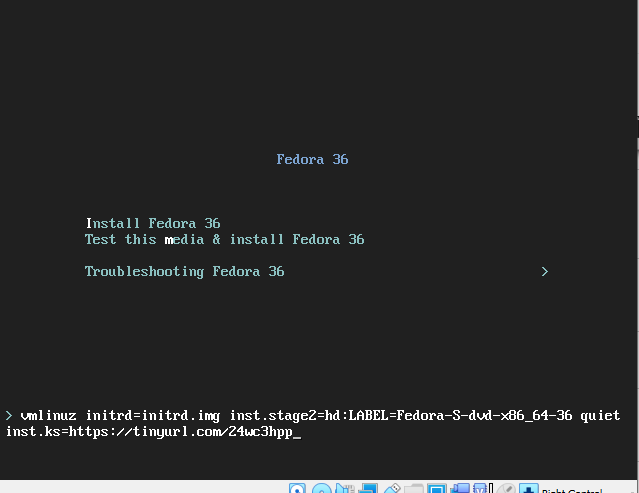 Fedora 36
Install Fedora 36
Test this media & install Fedora 36
Troubleshooting Fedora 36 >
> vmlinuz initrd=initrd.img inst.stage2=hd:LABEL=Fedora-S-dvd-x86_64-36 quiet
inst.ks=https://tinyurl.com/24wc3hpp_
Right Control